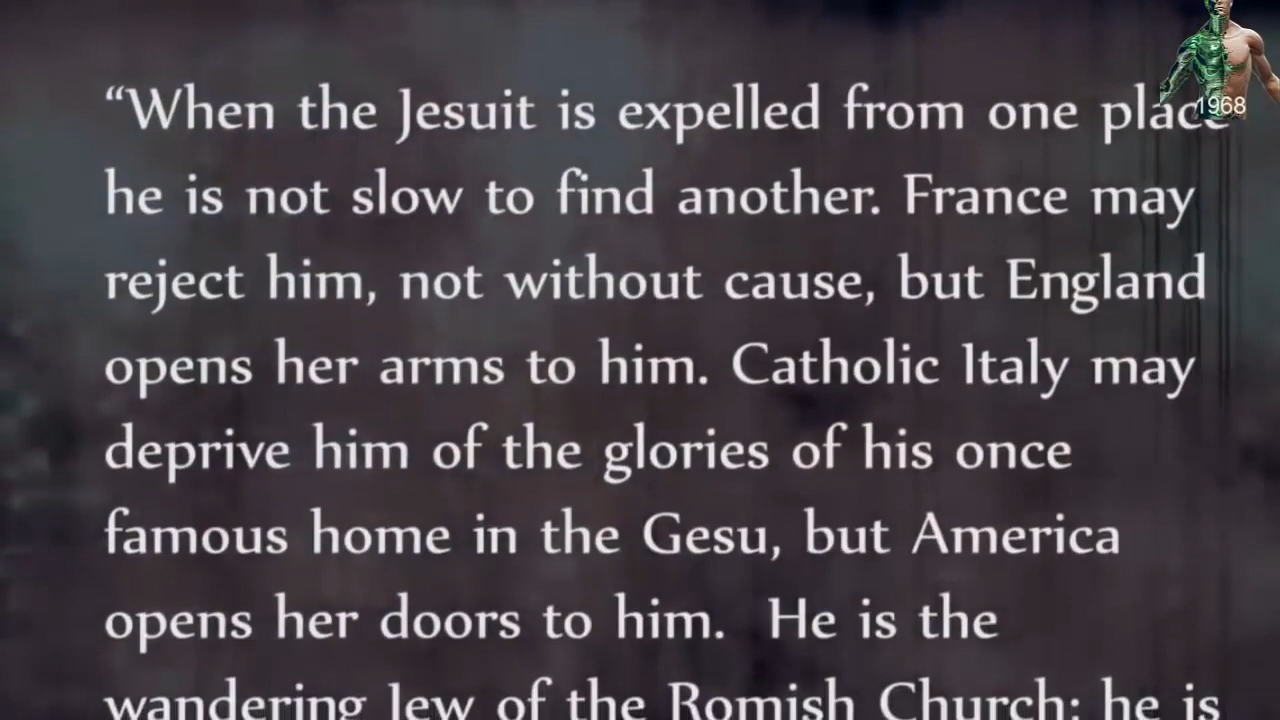 “When the Jesuit is expelled from one place
1968
he is not slow to find another. France may
reject him, not without cause, but England
opens her arms to him. Catholic Italy may
deprive him of the glories of his once
famous home in the Gesu, but America
opens her doors to him. He is the
wandering Jew of the Romish Church; he is